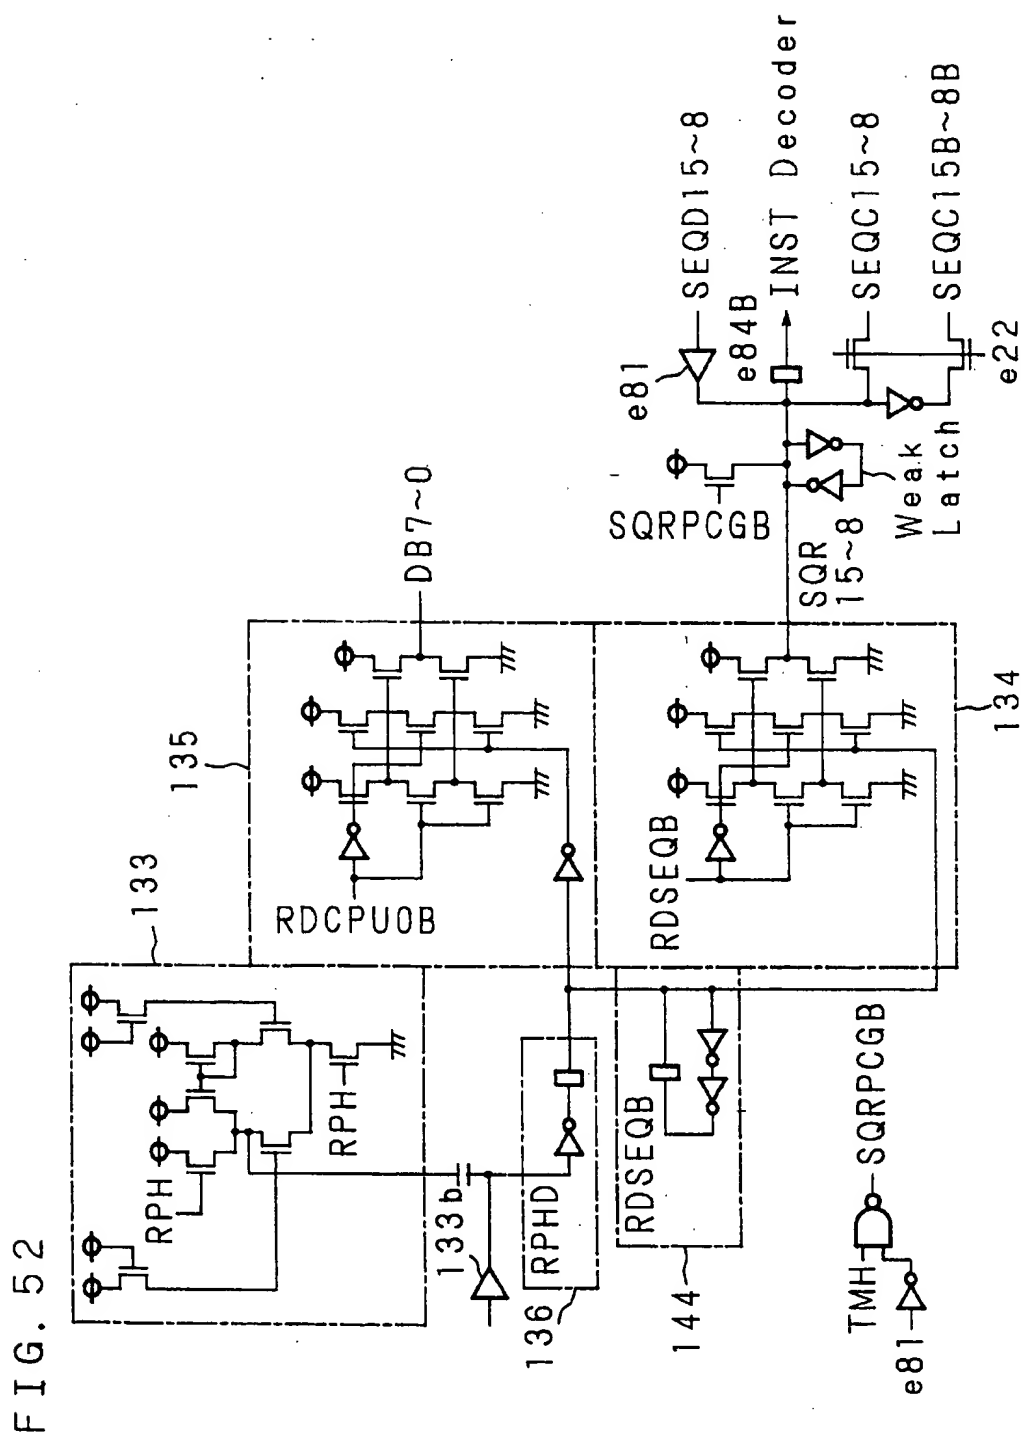 FIG. 52
133
RPH
RPH
133b
135
RDCPUOB
DB7~0
136
RPHD
144
RDSEQB
RDSEQB
134
SQR
15~8
SQRPCGB
Weak
Latch
e81
SEQD15~8
e84B
INST Decoder
SEQC15~8
SEQC15B~8B
e22
TMH
e81
SQRPCGB